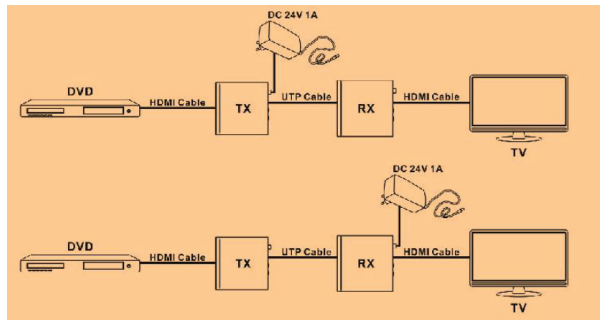 DC 24V 1A
DVD
HDMI Cable
TX
UTP Cable
RX
HDMI Cable
TV
DC 24V 1A
DVD
HDMI Cable
TX
UTP Cable
RX
HDMI Cable
TV